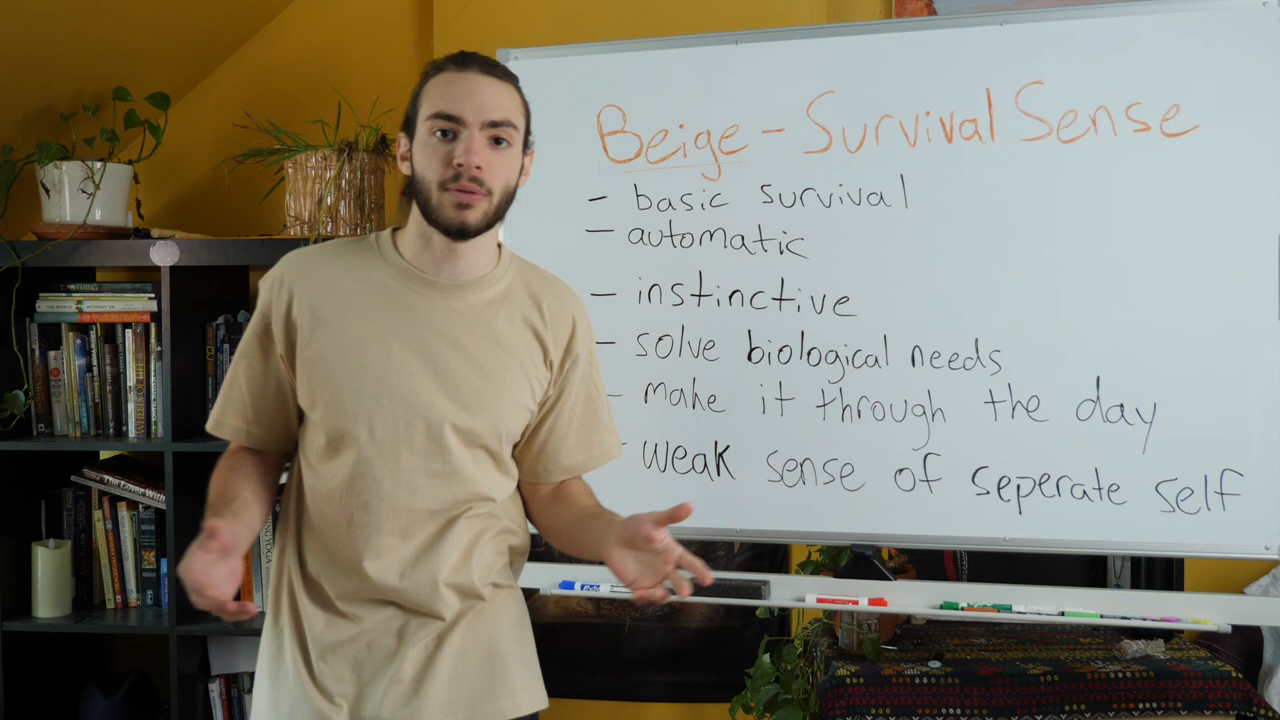 Beige - Survival Sense
- basic survival
- automatic
- instinctive
- solve biological needs
- make it through the day
- weak sense of seperate self